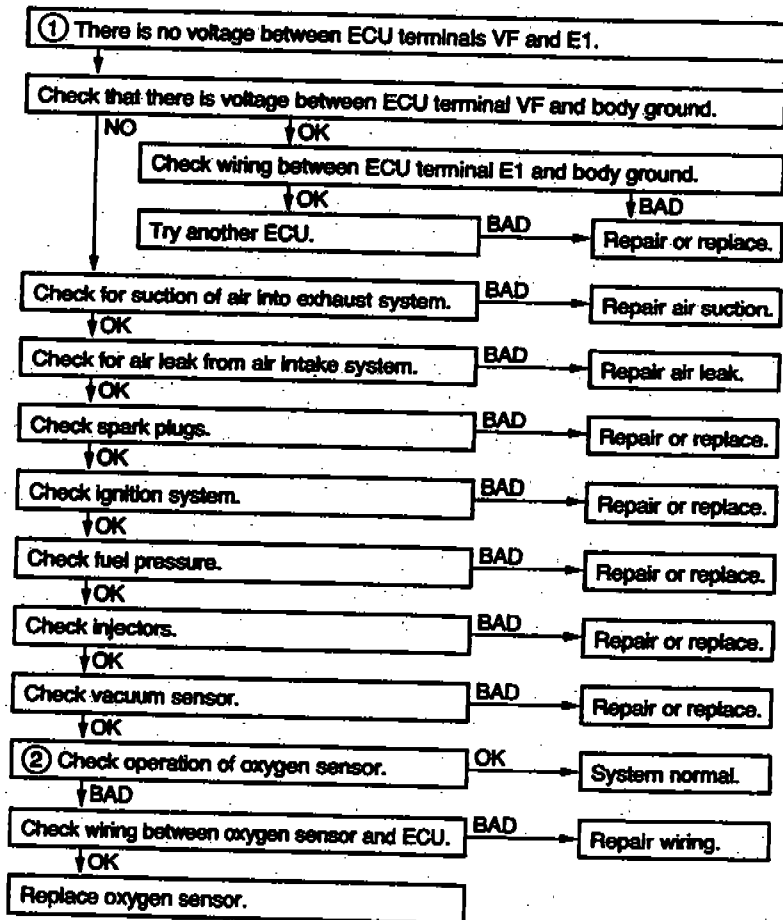 ① There is no voltage between ECU terminals VF and E1.
Check that there is voltage between ECU terminal VF and body ground.
NO
OK
Check wiring between ECU terminal E1 and body ground.
OK
BAD
Try another ECU.
BAD
Repair or replace.
Check for suction of air into exhaust system.
BAD
Repair air suction.
OK
Check for air leak from air intake system.
BAD
Repair air leak.
OK
Check spark plugs.
BAD
Repair or replace.
OK
Check ignition system.
BAD
Repair or replace.
OK
Check fuel pressure.
BAD
Repair or replace.
OK
Check injectors.
BAD
Repair or replace.
OK
Check vacuum sensor.
BAD
Repair or replace.
OK
② Check operation of oxygen sensor.
OK
System normal.
BAD
Check wiring between oxygen sensor and ECU.
BAD
Repair wiring.
OK
Replace oxygen sensor.